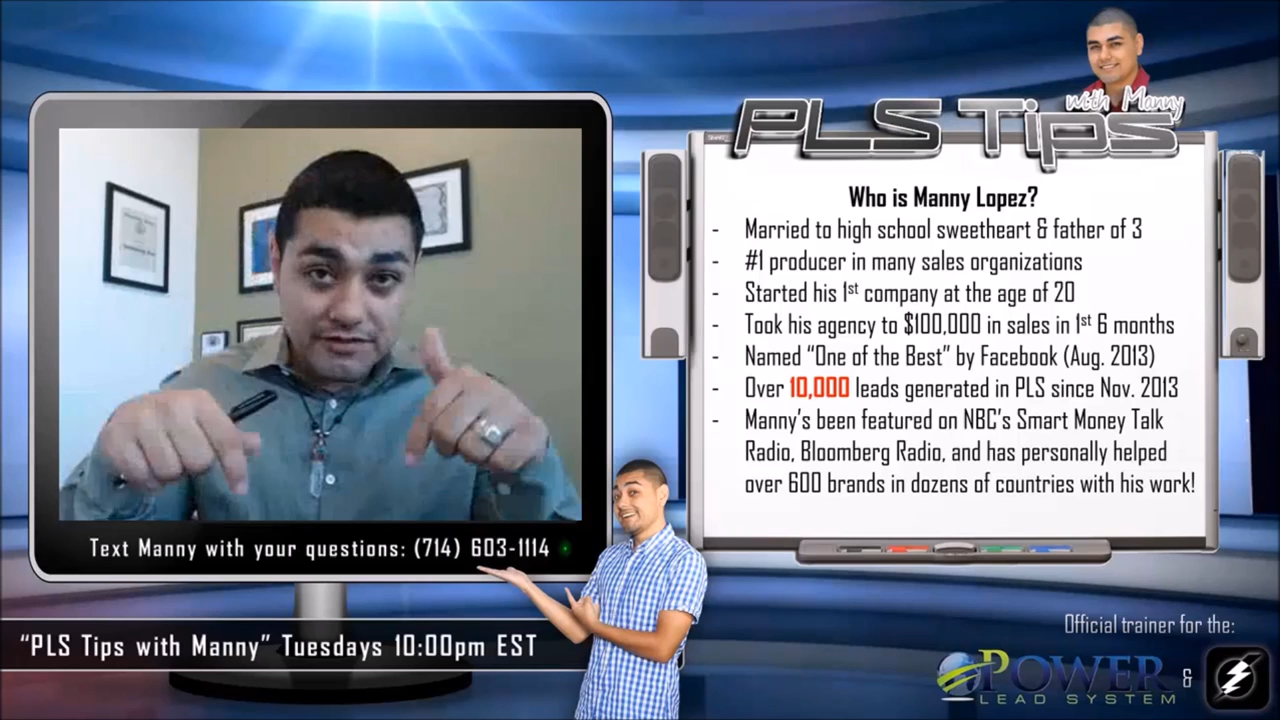 PLS Tips
with Manny
Who is Manny Lopez?
- Married to high school sweetheart & father of 3
- #1 producer in many sales organizations
- Started his 1st company at the age of 20
- Took his agency to $100,000 in sales in 1st 6 months
- Named “One of the Best” by Facebook (Aug. 2013)
- Over 10,000 leads generated in PLS since Nov. 2013
- Manny’s been featured on NBC’s Smart Money Talk
Radio, Bloomberg Radio, and has personally helped
over 600 brands in dozens of countries with his work!
Text Manny with your questions: (714) 603-1114
“PLS Tips with Manny” Tuesdays 10:00pm EST
Official trainer for the:
POWER
LEAD SYSTEM
&